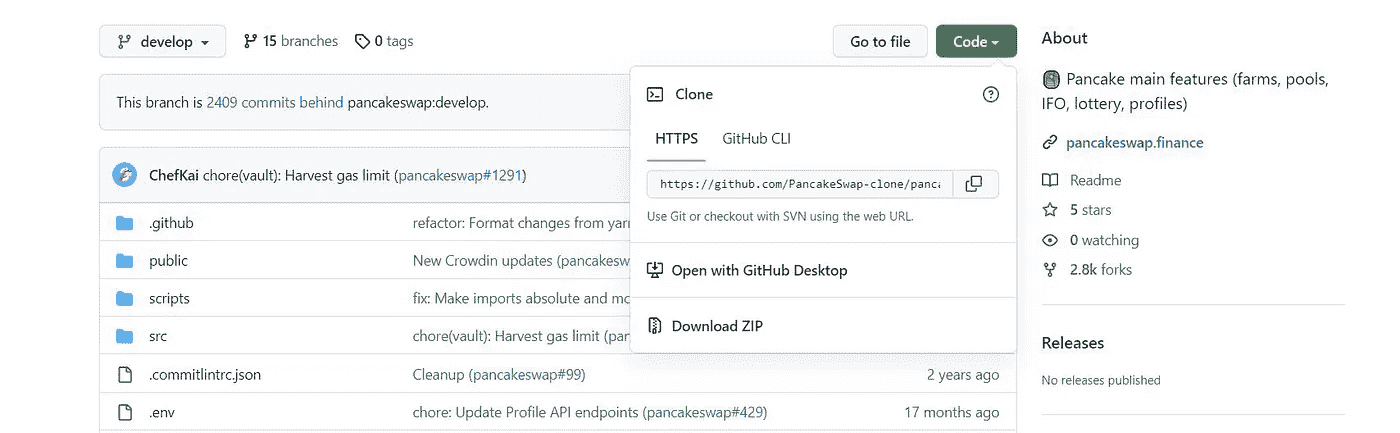 develop
15 branches
0 tags
Go to file
Code
About
This branch is 2409 commits behind pancakeswap:develop.
Clone
Pancake main features (farms, pools,
IFO, lottery, profiles)
HTTPS
GitHub CLI
pancakeswap.finance
ChefKai chore(vault): Harvest gas limit (pancakeswap#1291)
https://github.com/PancakeSwap-clone/panca
Readme
5 stars
0 watching
2.8k forks
Use Git or checkout with SVN using the web URL.
.github
refactor: Format changes from yarn
public
New Crowdin updates (pancakesw
Open with GitHub Desktop
scripts
fix: Make imports absolute and mo
src
chore(vault): Harvest gas limit (pan
Download ZIP
Releases
No releases published
.commitlintrc.json
Cleanup (pancakeswap#99)
2 years ago
.env
chore: Update Profile API endpoints (pancakeswap#429)
17 months ago